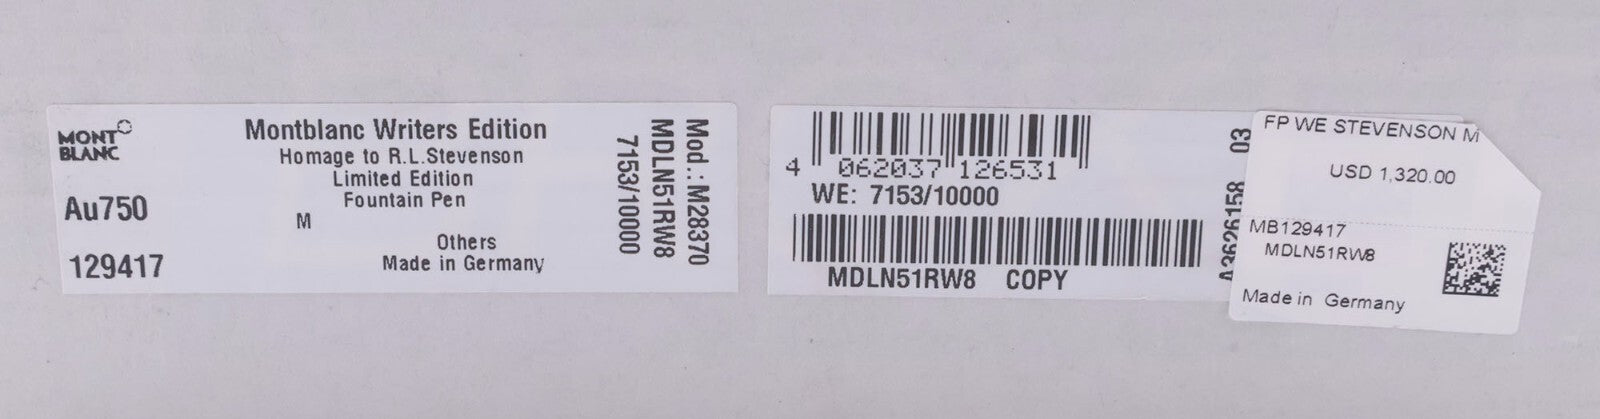 MONT
BLANC
Au750
129417
Montblanc Writers Edition
Homage to R.L.Stevenson
Limited Edition
Fountain Pen
M
Others
Made in Germany
7153/10000
MDLN51RW8
Mod.: M28370
4 062037 126531
WE: 7153/10000
MDLN51RW8 COPY
A3626158 03
FP WE STEVENSON M
USD 1,320.00
MB129417
MDLN51RW8
Made in Germany